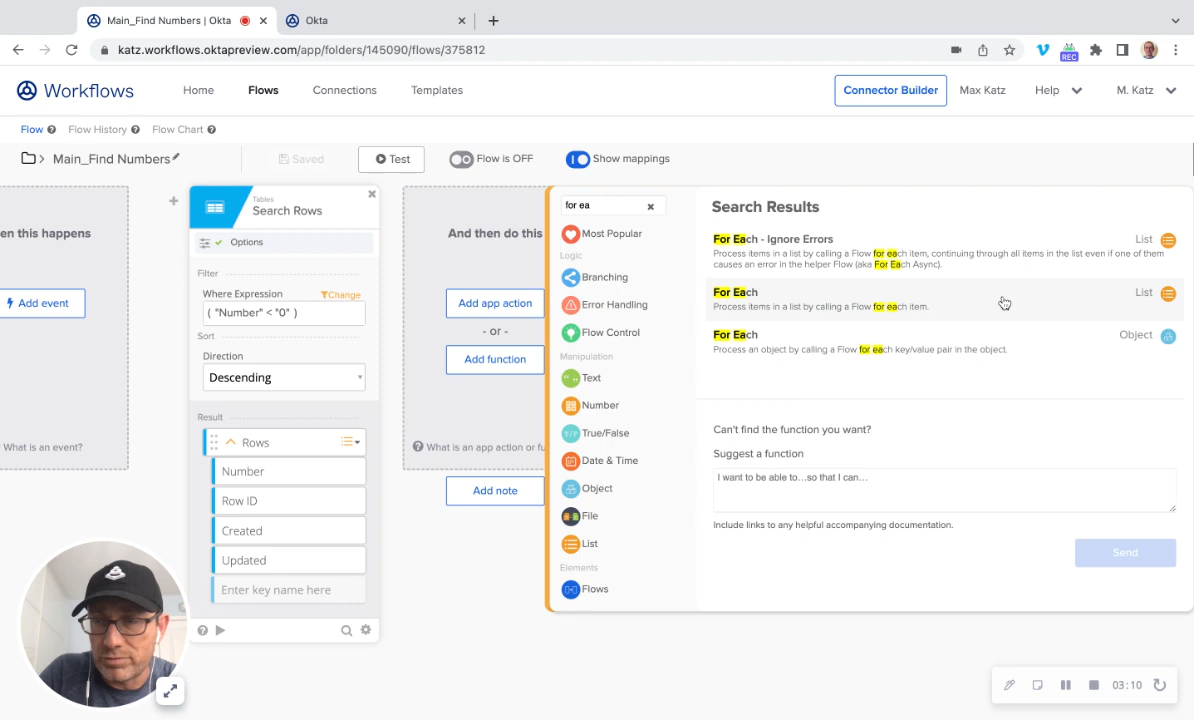 Main_Find Numbers | Okta
Okta
katz.workflows.oktapreview.com/app/folders/145090/flows/375812
REC
Workflows
Home
Flows
Connections
Templates
Connector Builder
Max Katz
Help
M. Katz
Flow
Flow History
Flow Chart
Main_Find Numbers
Saved
Test
Flow is OFF
Show mappings
en this happens
Add event
What is an event?
Tables
Search Rows
Options
Filter
Where Expression
Change
( "Number" < "0" )
Sort
Direction
Descending
Result
Rows
Number
Row ID
Created
Updated
Enter key name here
And then do this
Add app action
- or -
Add function
What is an app action or fu
Add note
for ea
Most Popular
Logic
Branching
Error Handling
Flow Control
Manipulation
Text
Number
True/False
Date & Time
Object
File
List
Elements
Flows
Search Results
For Each - Ignore Errors
List
Process items in a list by calling a Flow for each item, continuing through all items in the list even if one of them
causes an error in the helper Flow (aka For Each Async).
For Each
List
Process items in a list by calling a Flow for each item.
For Each
Object
Process an object by calling a Flow for each key/value pair in the object.
Can't find the function you want?
Suggest a function
I want to be able to...so that I can...
Include links to any helpful accompanying documentation.
Send
03:10